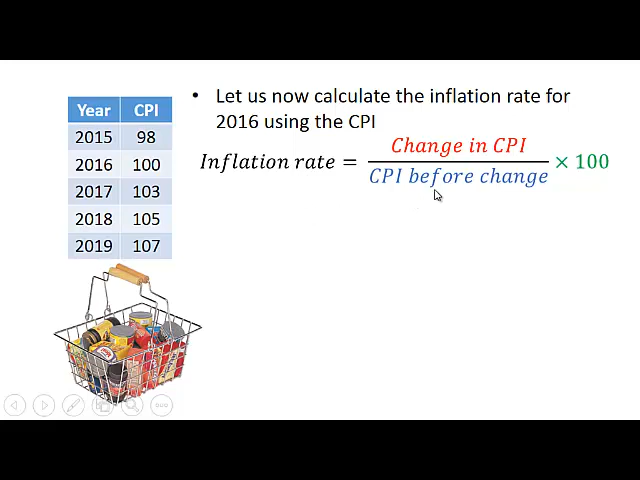 Year CPI
2015 98
2016 100
2017 103
2018 105
2019 107
• Let us now calculate the inflation rate for
2016 using the CPI
Inflation rate = Change in CPI / CPI before change × 100